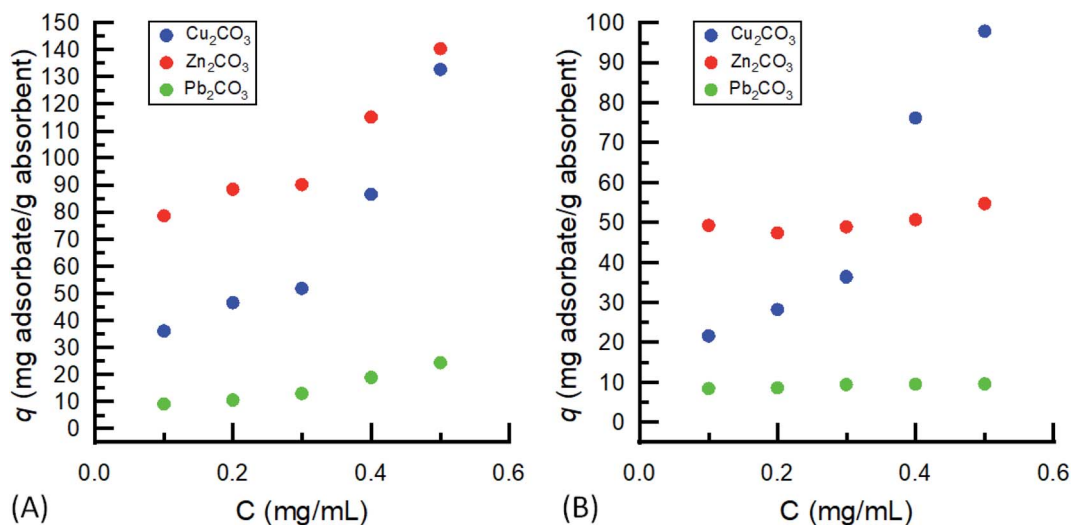 150
140
130
120
110
100
90
80
70
60
50
40
30
20
10
0
q (mg adsorbate/g absorbent)
Cu₂CO₃
Zn₂CO₃
Pb₂CO₃
0.0 0.2 0.4 0.6
(A) C (mg/mL)
100
90
80
70
60
50
40
30
20
10
0
q (mg adsorbate/g absorbent)
Cu₂CO₃
Zn₂CO₃
Pb₂CO₃
0.0 0.2 0.4 0.6
(B) C (mg/mL)